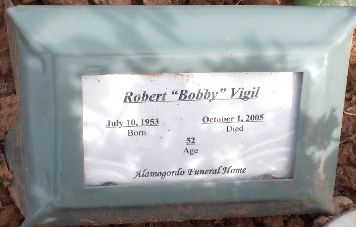 Robert "Bobby" Vigil
July 10, 1953 October 1, 2005
Born Died
52
Age
Alamogordo Funeral Home